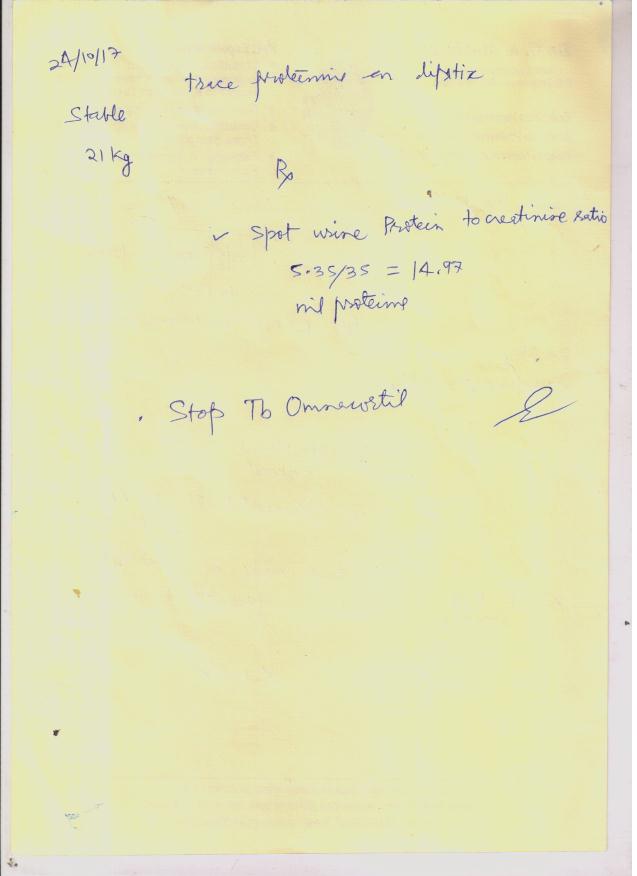 24/10/17
trace proteinuria on dipstix
Stable
21 kg
Rx
✓ Spot urine Protein to creatinine ratio
5.35/35 = 14.97
nil proteinuria
. Stop Tb Omnacortil